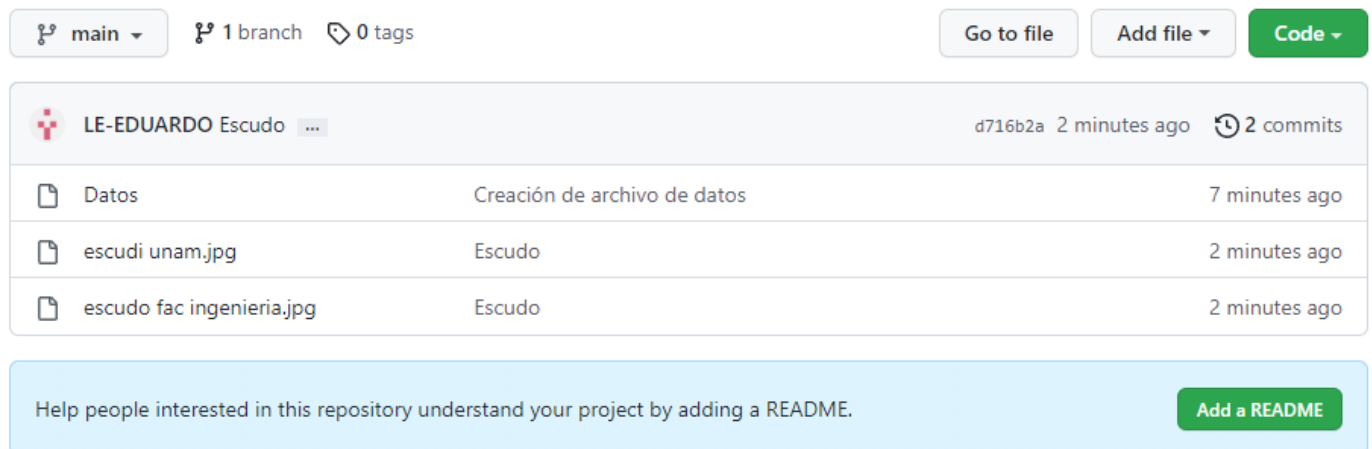 main 1 branch 0 tags Go to file Add file Code
LE-EDUARDO Escudo ... d716b2a 2 minutes ago 2 commits
Datos Creación de archivo de datos 7 minutes ago
escudi unam.jpg Escudo 2 minutes ago
escudo fac ingenieria.jpg Escudo 2 minutes ago
Help people interested in this repository understand your project by adding a README. Add a README